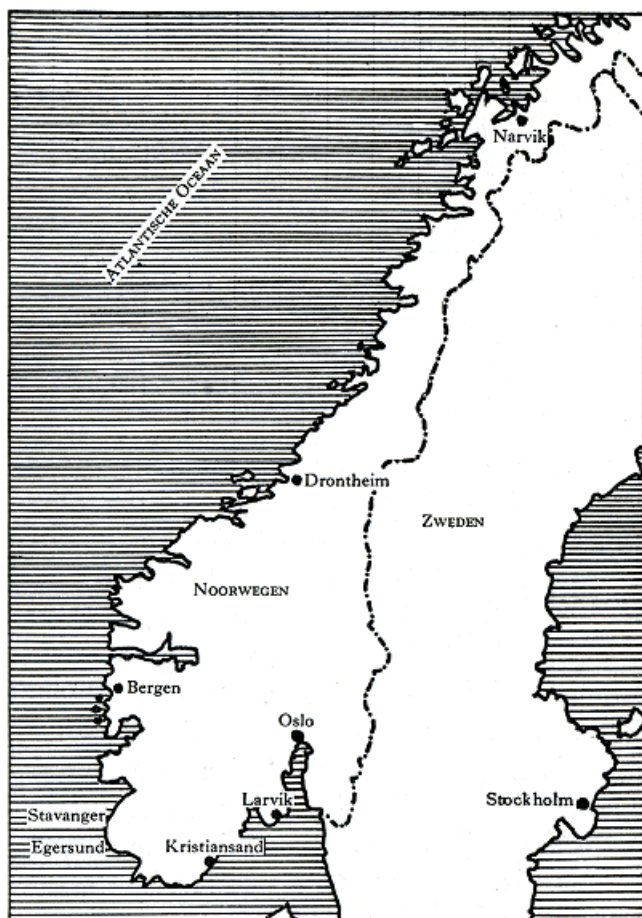 Narvik
ATLANTISCHE OCEAAN
Drontheim
ZWEDEN
NOORWEGEN
Bergen
Oslo
Larvik
Stockholm
Stavanger
Egersund
Kristiansand